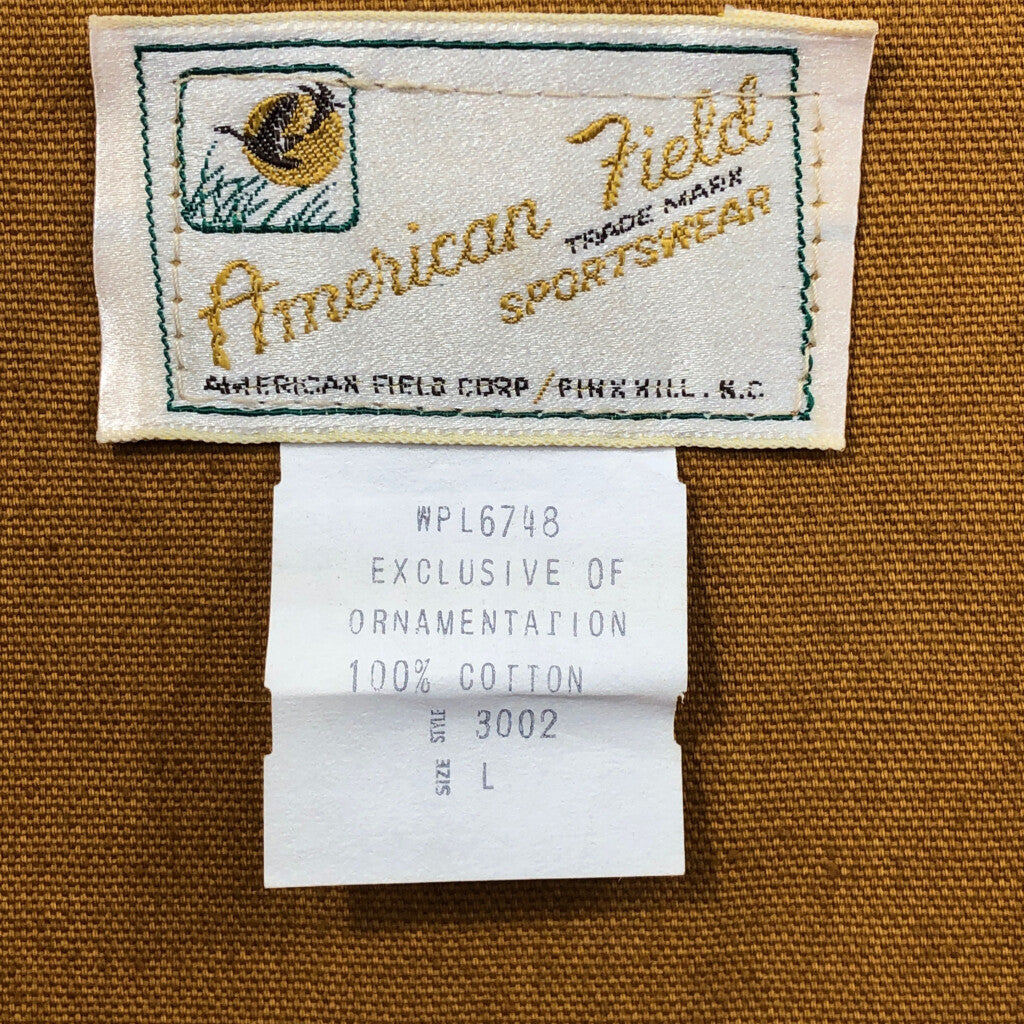 American Field
TRADE MARK
SPORTSWEAR
AMERICAN FIELD CORP / PINK HILL. N.C.
WPL6748
EXCLUSIVE OF
ORNAMENTATION
100% COTTON
STYLE 3002
SIZE L